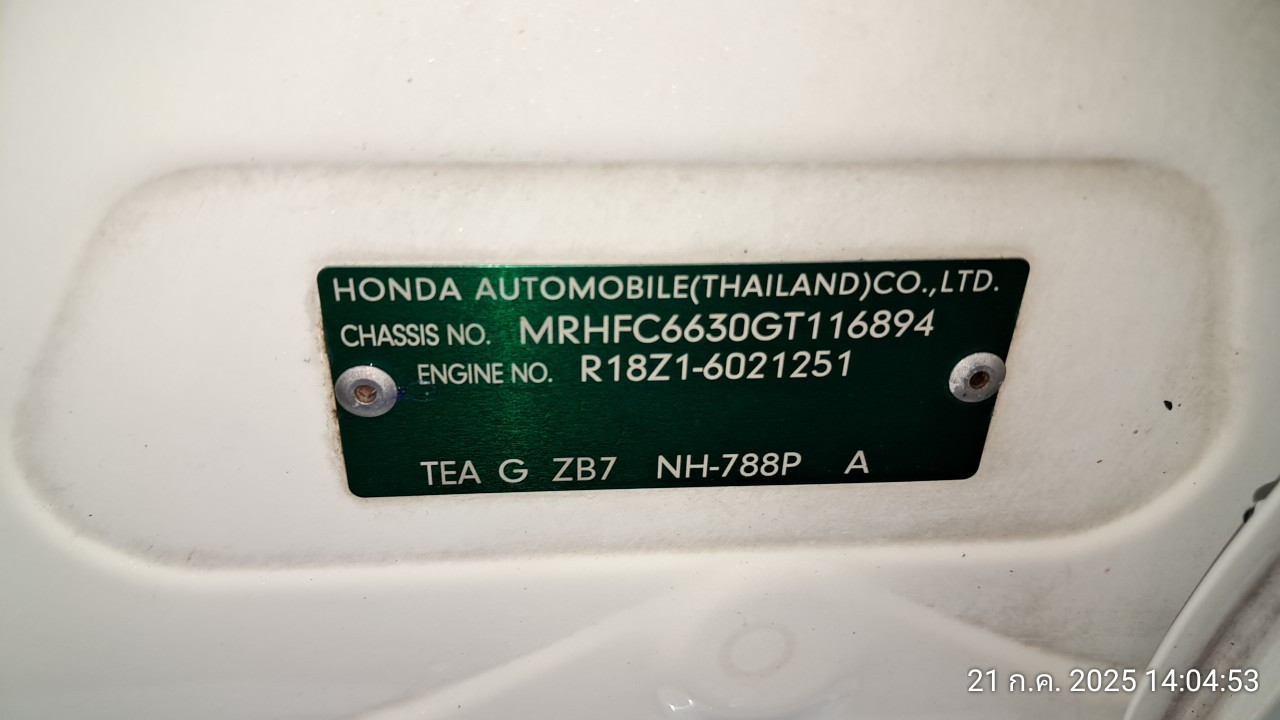 HONDA AUTOMOBILE(THAILAND)CO.,LTD.
CHASSIS NO. MRHFC6630GT116894
ENGINE NO. R18Z1-6021251
TEA G ZB7 NH-788P A
21 ก.ค. 2025 14:04:53